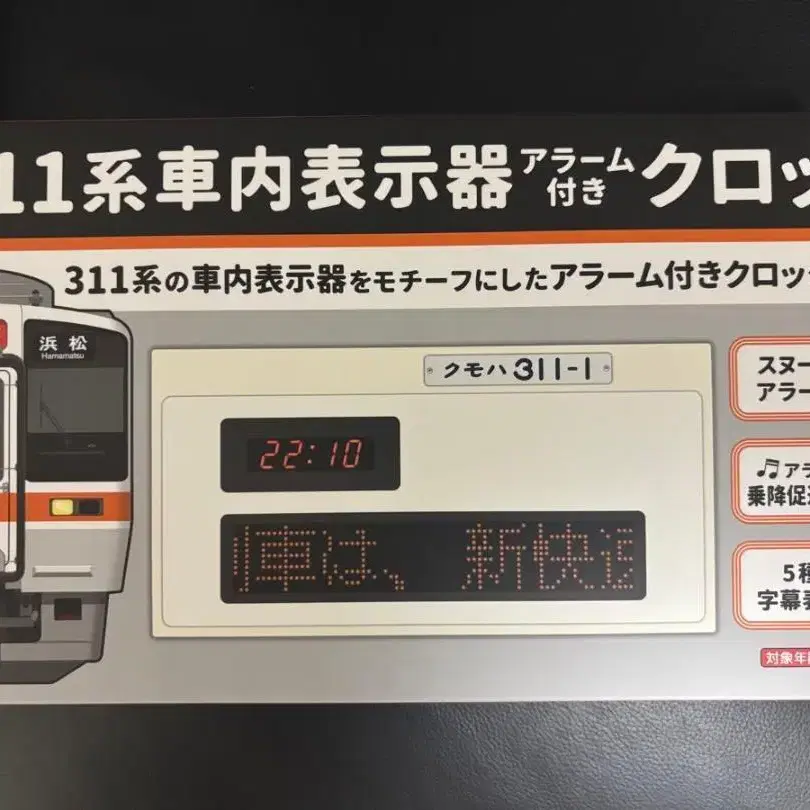 11系車内表示器アラーム付きクロッ
311系の車内表示器をモチーフにしたアラーム付きクロッ
浜松
Hamamatsu
クモハ311-1
22:10
車は、 新快
スヌー
アラー
アラ
乗降促
5種
字幕表
対象年